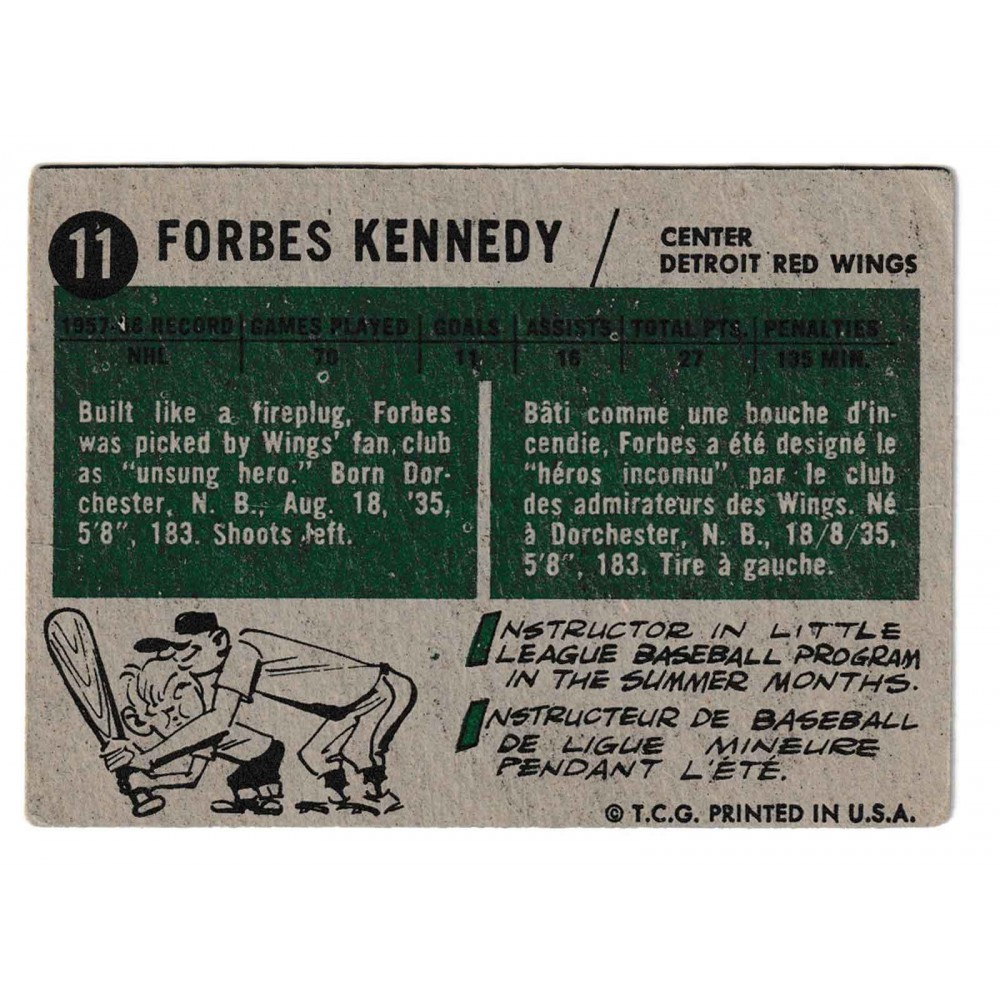 11 FORBES KENNEDY / CENTER
DETROIT RED WINGS
1957-58 RECORD GAMES PLAYED GOALS ASSISTS TOTAL PTS. PENALTIES
NHL 70 11 16 27 135 MIN.
Built like a fireplug, Forbes
was picked by Wings' fan club
as "unsung hero." Born Dor-
chester, N. B., Aug. 18, '35,
5'8", 183. Shoots left.
Bâti comme une bouche d'in-
cendie, Forbes a été designé le
"héros inconnu" par le club
des admirateurs des Wings. Né
à Dorchester, N. B., 18/8/35,
5'8", 183. Tire à gauche.
INSTRUCTOR IN LITTLE
LEAGUE BASEBALL PROGRAM
IN THE SUMMER MONTHS.
INSTRUCTEUR DE BASEBALL
DE LIGUE MINEURE
PENDANT L'ÉTÉ.
© T.C.G. PRINTED IN U.S.A.